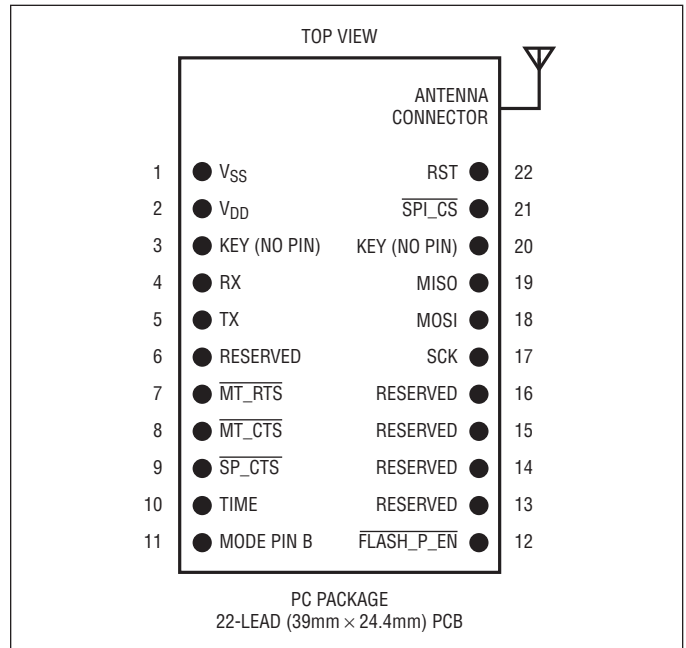 TOP VIEW
ANTENNA
CONNECTOR
1 VSS RST 22
2 VDD SPI_CS 21
3 KEY (NO PIN) KEY (NO PIN) 20
4 RX MISO 19
5 TX MOSI 18
6 RESERVED SCK 17
7 MT_RTS RESERVED 16
8 MT_CTS RESERVED 15
9 SP_CTS RESERVED 14
10 TIME RESERVED 13
11 MODE PIN B FLASH_P_EN 12
PC PACKAGE
22-LEAD (39mm × 24.4mm) PCB